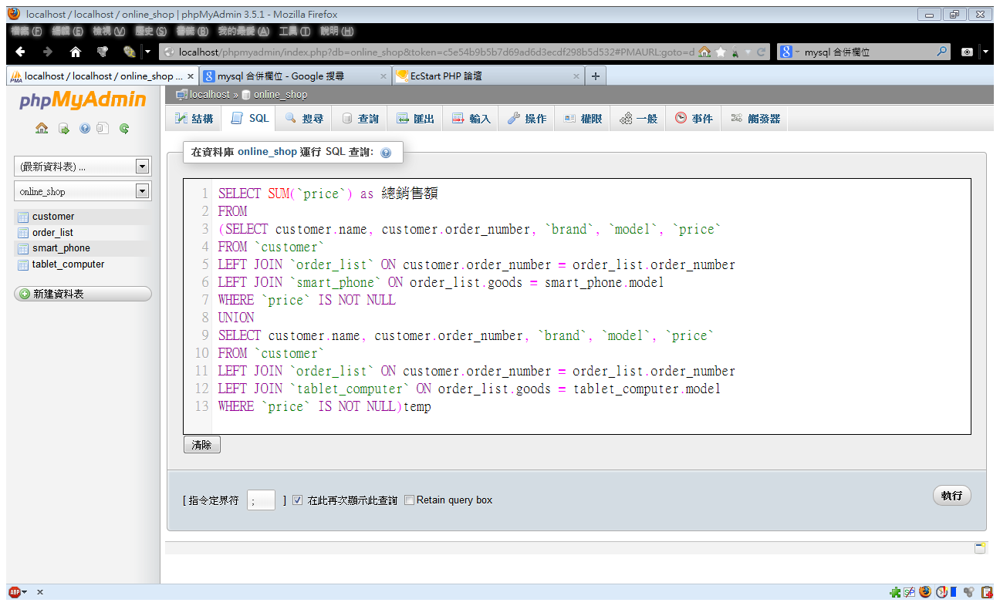 localhost / localhost / online_shop | phpMyAdmin 3.5.1 - Mozilla Firefox
檔案 (F) 編輯 (E) 檢視 (V) 歷史 (S) 書籤 (B) 我的最愛 (A) 工具 (T) 說明 (H)
localhost/phpmyadmin/index.php?db=online_shop&token=c5e54b9b5b7d69ad6d3ecdf298b5d532#PMAURL:goto=d
8 mysql 合併欄位
PMA localhost / localhost / online_shop ... × 8 mysql 合併欄位 - Google 搜尋 × EcStart PHP 論壇 × +
phpMyAdmin
localhost » online_shop
結構 SQL 搜尋 查詢 匯出 輸入 操作 權限 一般 事件 觸發器
(最新資料表) ...
online_shop
customer
order_list
smart_phone
tablet_computer
新建資料表
在資料庫 online_shop 運行 SQL 查詢:
1 SELECT SUM(`price`) as 總銷售額
2 FROM
3 (SELECT customer.name, customer.order_number, `brand`, `model`, `price`
4 FROM `customer`
5 LEFT JOIN `order_list` ON customer.order_number = order_list.order_number
6 LEFT JOIN `smart_phone` ON order_list.goods = smart_phone.model
7 WHERE `price` IS NOT NULL
8 UNION
9 SELECT customer.name, customer.order_number, `brand`, `model`, `price`
10 FROM `customer`
11 LEFT JOIN `order_list` ON customer.order_number = order_list.order_number
12 LEFT JOIN `tablet_computer` ON order_list.goods = tablet_computer.model
13 WHERE `price` IS NOT NULL)temp
清除
[ 指令定界符 ; ] 在此再次顯示此查詢 Retain query box
執行
ABP ×